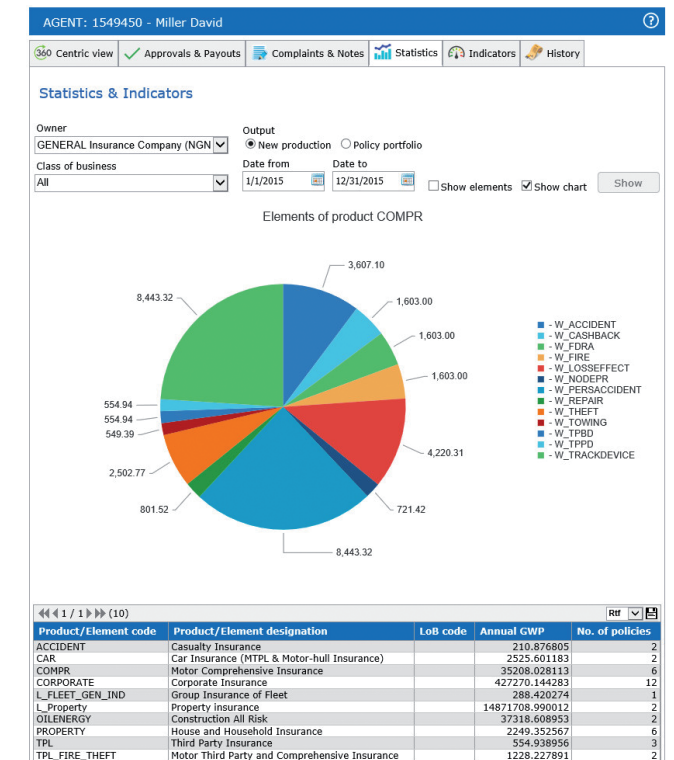 AGENT: 1549450 - Miller David
?
360 Centric view Approvals & Payouts Complaints & Notes Statistics Indicators History
Statistics & Indicators
Owner
Output
GENERAL Insurance Company (NGN
New production Policy portfolio
Class of business
Date from Date to
All
1/1/2015 12/31/2015 Show elements Show chart Show
Elements of product COMPR
3,607.10
1,603.00
1,603.00
1,603.00
4,220.31
721.42
8,443.32
801.52
2,502.77
549.39
554.94
554.94
8,443.32
- W_ACCIDENT
- W_CASHBACK
- W_FDRA
- W_FIRE
- W_LOSSEFFECT
- W_NODEPR
- W_PERSACCIDENT
- W_REPAIR
- W_THEFT
- W_TOWING
- W_TPBD
- W_TPPD
- W_TRACKDEVICE
1 / 1 (10) Rtf
Product/Element code Product/Element designation LoB code Annual GWP No. of policies
ACCIDENT Casualty Insurance 210.876805 2
CAR Car Insurance (MTPL & Motor-hull Insurance) 2525.601183 2
COMPR Motor Comprehensive Insurance 35208.028113 6
CORPORATE Corporate Insurance 427270.144283 12
L_FLEET_GEN_IND Group Insurance of Fleet 288.420274 1
L_Property Property insurance 14871708.990012 2
OILENERGY Construction All Risk 37318.608953 2
PROPERTY House and Household Insurance 2249.352567 6
TPL Third Party Insurance 554.938956 3
TPL_FIRE_THEFT Motor Third Party and Comprehensive Insurance 1228.227891 2